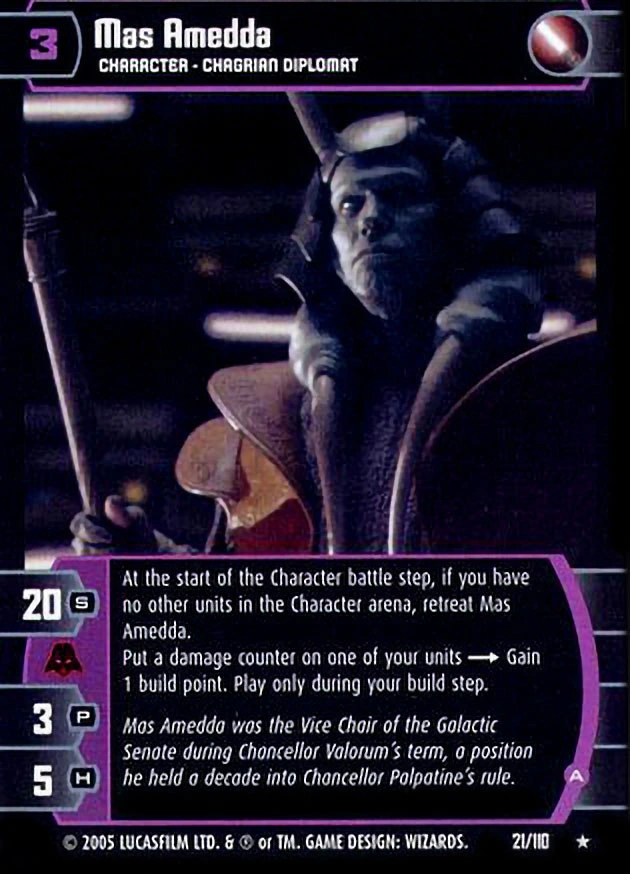 3
Mas Amedda
CHARACTER - CHAGRIAN DIPLOMAT
At the start of the Character battle step, if you have
20 S
no other units in the Character arena, retreat Mas
Amedda.
Put a damage counter on one of your units → Gain
1 build point. Play only during your build step.
3 P
Mas Amedda was the Vice Chair of the Galactic
Senate during Chancellor Valorum's term, a position
5 H
he held a decade into Chancellor Palpatine's rule.
A
© 2005 LUCASFILM LTD. & ® or TM. GAME DESIGN: WIZARDS. 21/110 ★